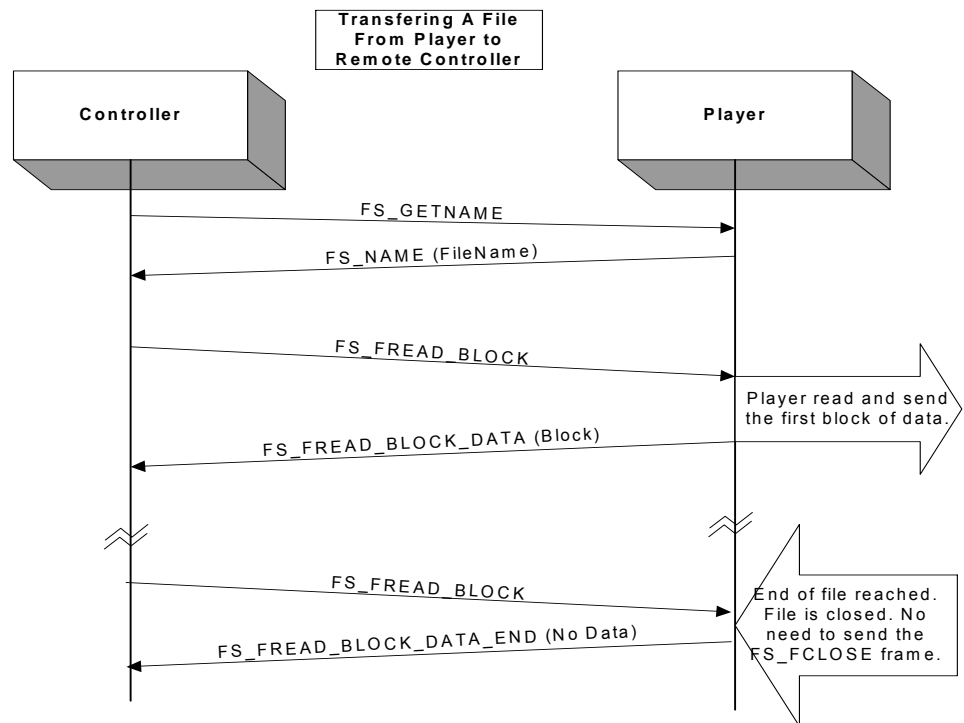 Transfering A File
From Player to
Remote Controller
Controller
Player
FS_GETNAME
FS_NAME (FileName)
FS_FREAD_BLOCK
Player read and send
the first block of data.
FS_FREAD_BLOCK_DATA (Block)
FS_FREAD_BLOCK
End of file reached.
File is closed. No
need to send the
FS_FCLOSE frame.
FS_FREAD_BLOCK_DATA_END (No Data)